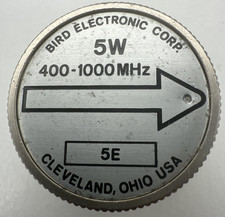 BIRD ELECTRONIC CORP.
5W
400-1000MHz
5E
CLEVELAND, OHIO USA